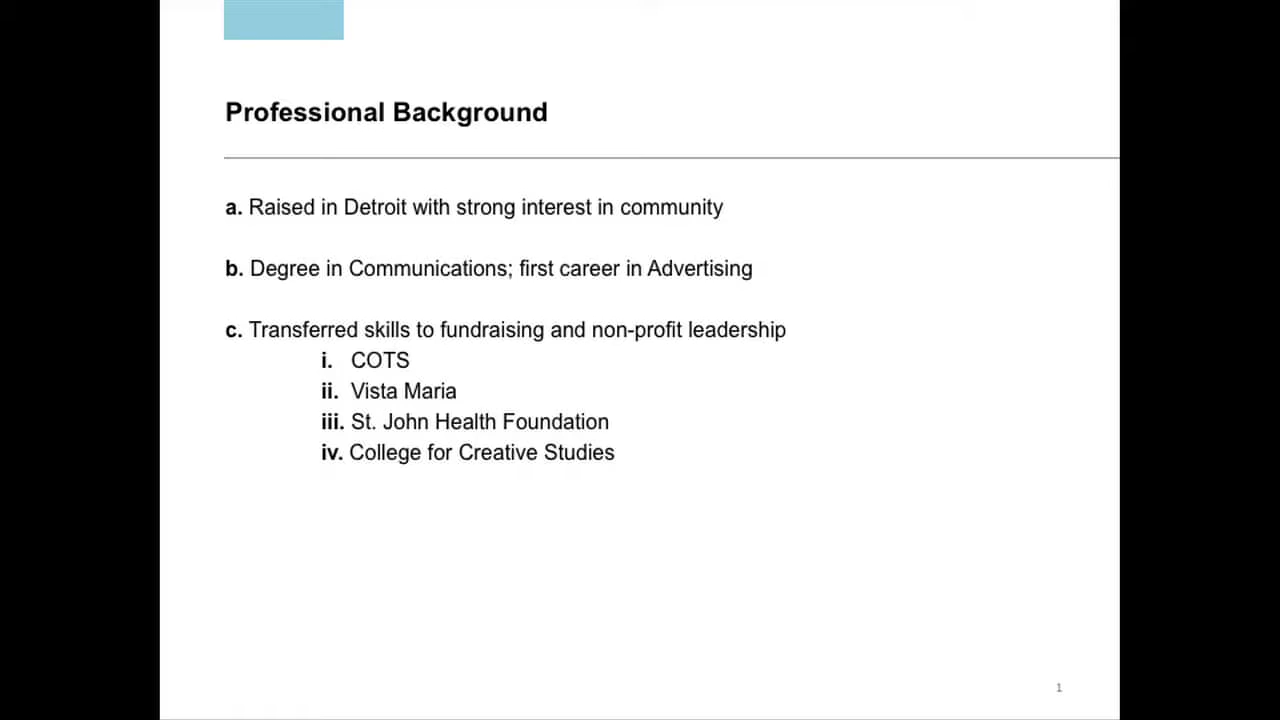 Professional Background
a. Raised in Detroit with strong interest in community
b. Degree in Communications; first career in Advertising
c. Transferred skills to fundraising and non-profit leadership
i. COTS
ii. Vista Maria
iii. St. John Health Foundation
iv. College for Creative Studies
1